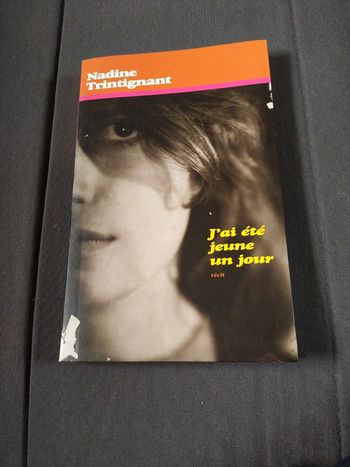 Nadine
Trintignant
J'ai été
jeune
un jour
récit